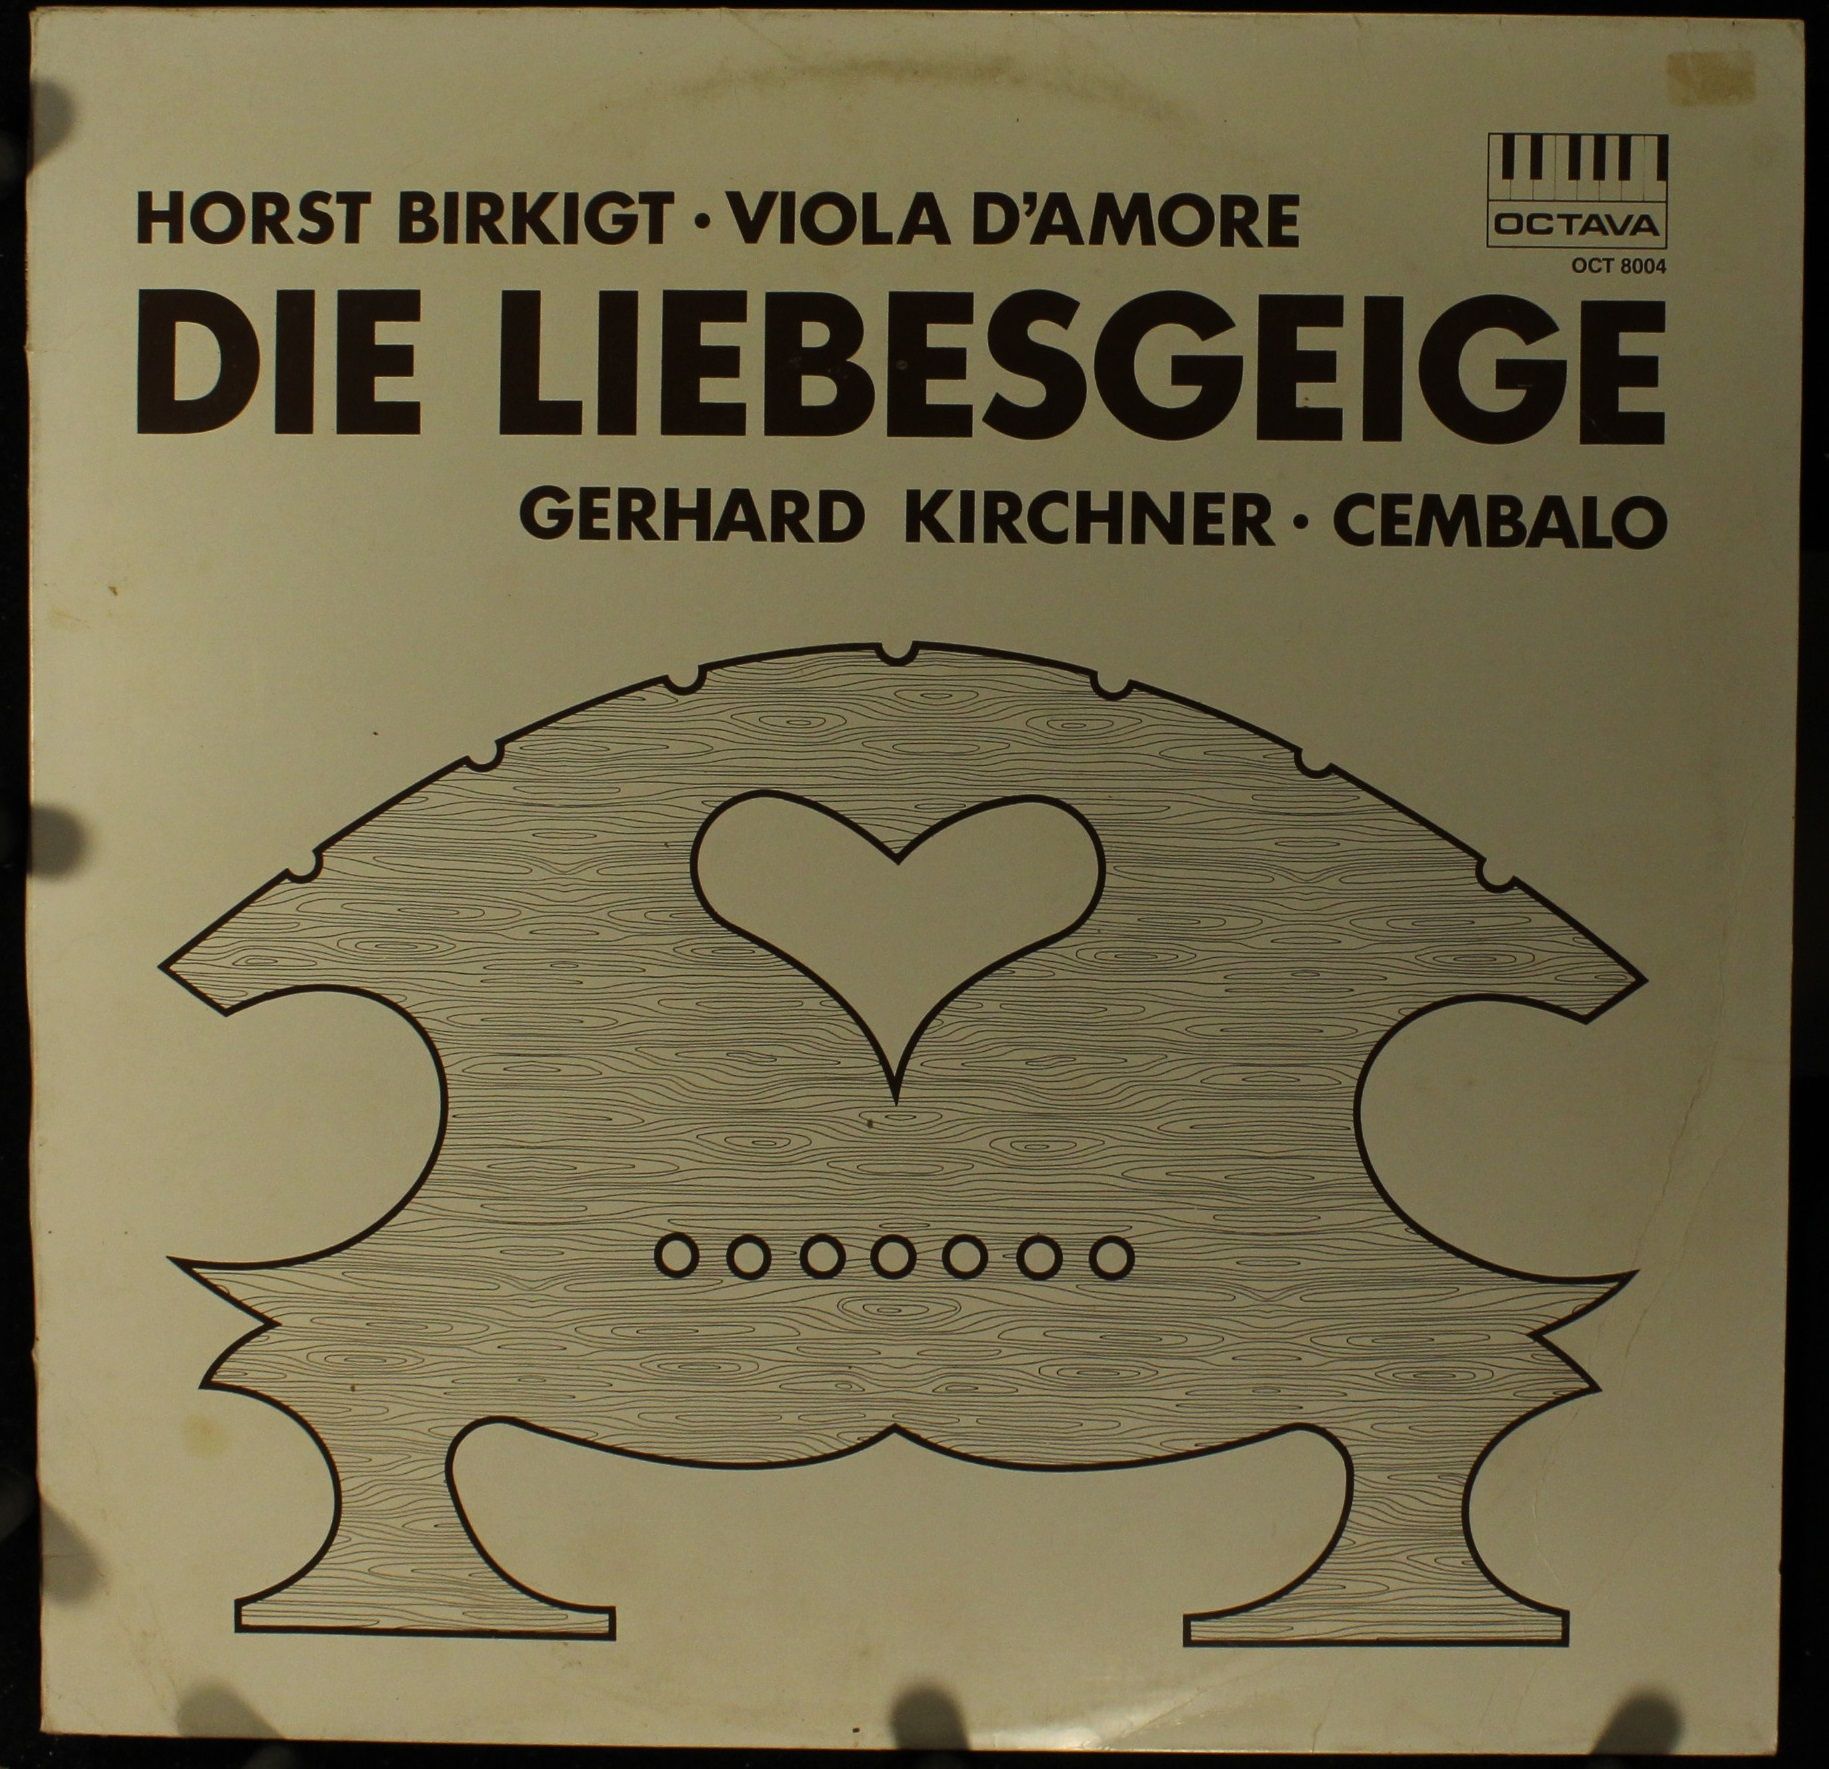 HORST BIRKIGT • VIOLA D’AMORE
OCTAVA
OCT 8004
DIE LIEBESGEIGE
GERHARD KIRCHNER • CEMBALO